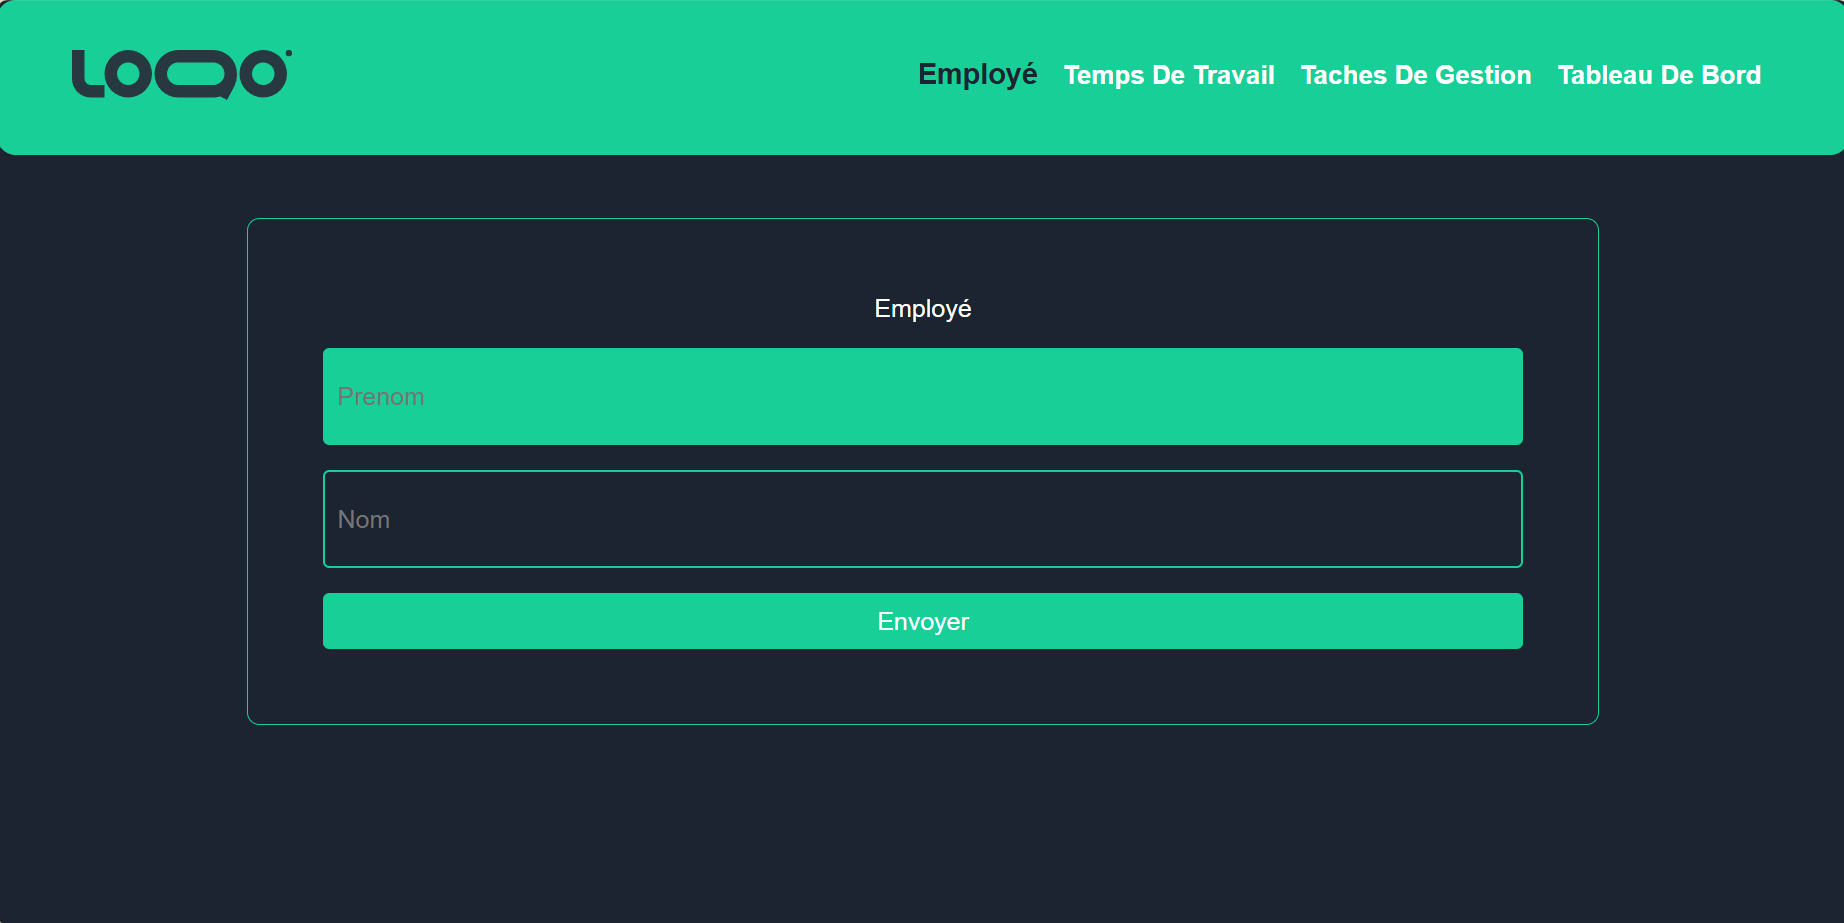 LOQO
Employé Temps De Travail Taches De Gestion Tableau De Bord
Employé
Prenom
Nom
Envoyer